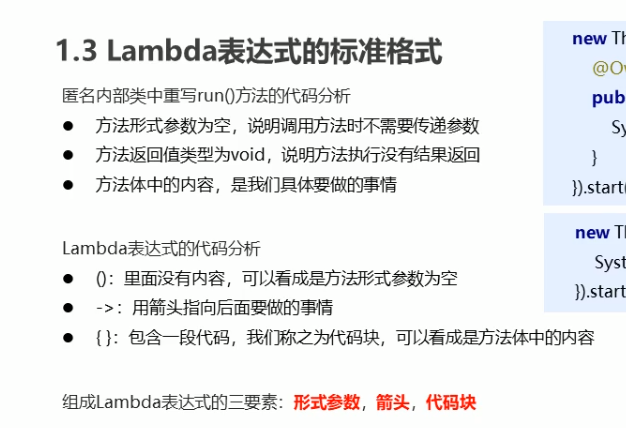 1.3 Lambda表达式的标准格式
匿名内部类中重写run()方法的代码分析
● 方法形式参数为空，说明调用方法时不需要传递参数
● 方法返回值类型为void，说明方法执行没有结果返回
● 方法体中的内容，是我们具体要做的事情
Lambda表达式的代码分析
● ()：里面没有内容，可以看成是方法形式参数为空
● ->：用箭头指向后面要做的事情
● { }：包含一段代码，我们称之为代码块，可以看成是方法体中的内容
组成Lambda表达式的三要素：形式参数，箭头，代码块
new
}
}).start(
new
}).start